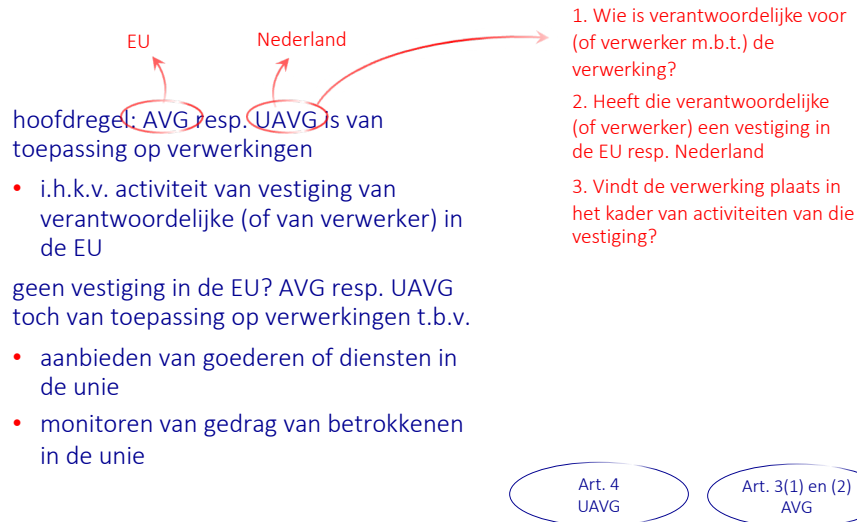 EU
Nederland
hoofdregel: AVG resp. UAVG is van
toepassing op verwerkingen
• i.h.k.v. activiteit van vestiging van
verantwoordelijke (of van verwerker) in
de EU
geen vestiging in de EU? AVG resp. UAVG
toch van toepassing op verwerkingen t.b.v.
• aanbieden van goederen of diensten in
de unie
• monitoren van gedrag van betrokkenen
in de unie
1. Wie is verantwoordelijke voor
(of verwerker m.b.t.) de
verwerking?
2. Heeft die verantwoordelijke
(of verwerker) een vestiging in
de EU resp. Nederland
3. Vindt de verwerking plaats in
het kader van activiteiten van die
vestiging?
Art. 4
UAVG
Art. 3(1) en (2)
AVG